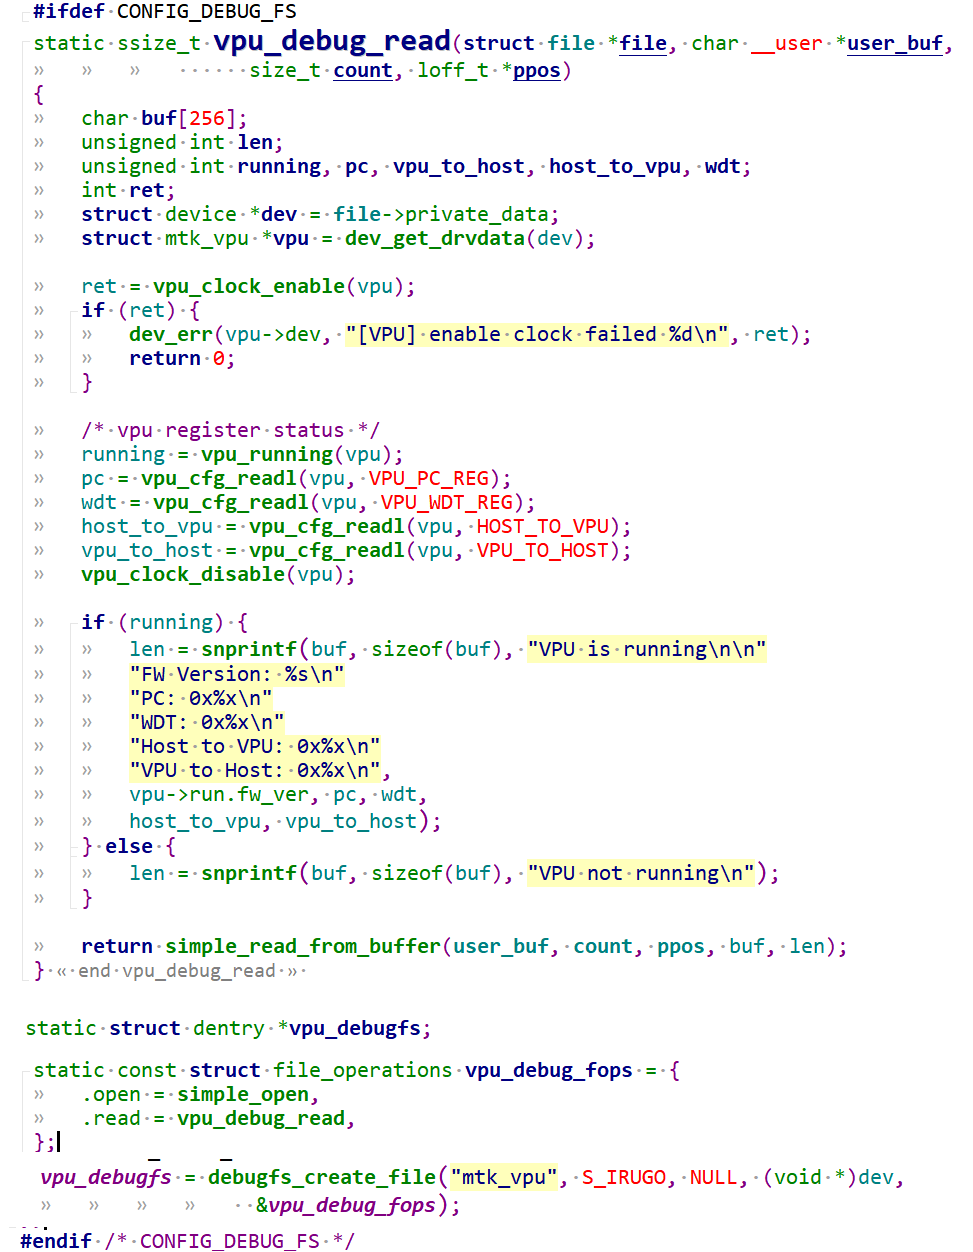 #ifdef CONFIG_DEBUG_FS
static ssize_t vpu_debug_read(struct file *file, char __user *user_buf,
size_t count, loff_t *ppos)
{
char buf[256];
unsigned int len;
unsigned int running, pc, vpu_to_host, host_to_vpu, wdt;
int ret;
struct device *dev = file->private_data;
struct mtk_vpu *vpu = dev_get_drvdata(dev);
ret = vpu_clock_enable(vpu);
if (ret) {
dev_err(vpu->dev, "[VPU] enable clock failed %d\n", ret);
return 0;
}
/* vpu register status */
running = vpu_running(vpu);
pc = vpu_cfg_readl(vpu, VPU_PC_REG);
wdt = vpu_cfg_readl(vpu, VPU_WDT_REG);
host_to_vpu = vpu_cfg_readl(vpu, HOST_TO_VPU);
vpu_to_host = vpu_cfg_readl(vpu, VPU_TO_HOST);
vpu_clock_disable(vpu);
if (running) {
len = snprintf(buf, sizeof(buf), "VPU is running\n\n"
"FW Version: %s\n"
"PC: 0x%x\n"
"WDT: 0x%x\n"
"Host to VPU: 0x%x\n"
"VPU to Host: 0x%x\n",
vpu->run.fw_ver, pc, wdt,
host_to_vpu, vpu_to_host);
} else {
len = snprintf(buf, sizeof(buf), "VPU not running\n");
}
return simple_read_from_buffer(user_buf, count, ppos, buf, len);
} « end vpu_debug_read »
static struct dentry *vpu_debugfs;
static const struct file_operations vpu_debug_fops = {
.open = simple_open,
.read = vpu_debug_read,
};
vpu_debugfs = debugfs_create_file("mtk_vpu", S_IRUGO, NULL, (void *)dev,
&vpu_debug_fops);
#endif /* CONFIG_DEBUG_FS */